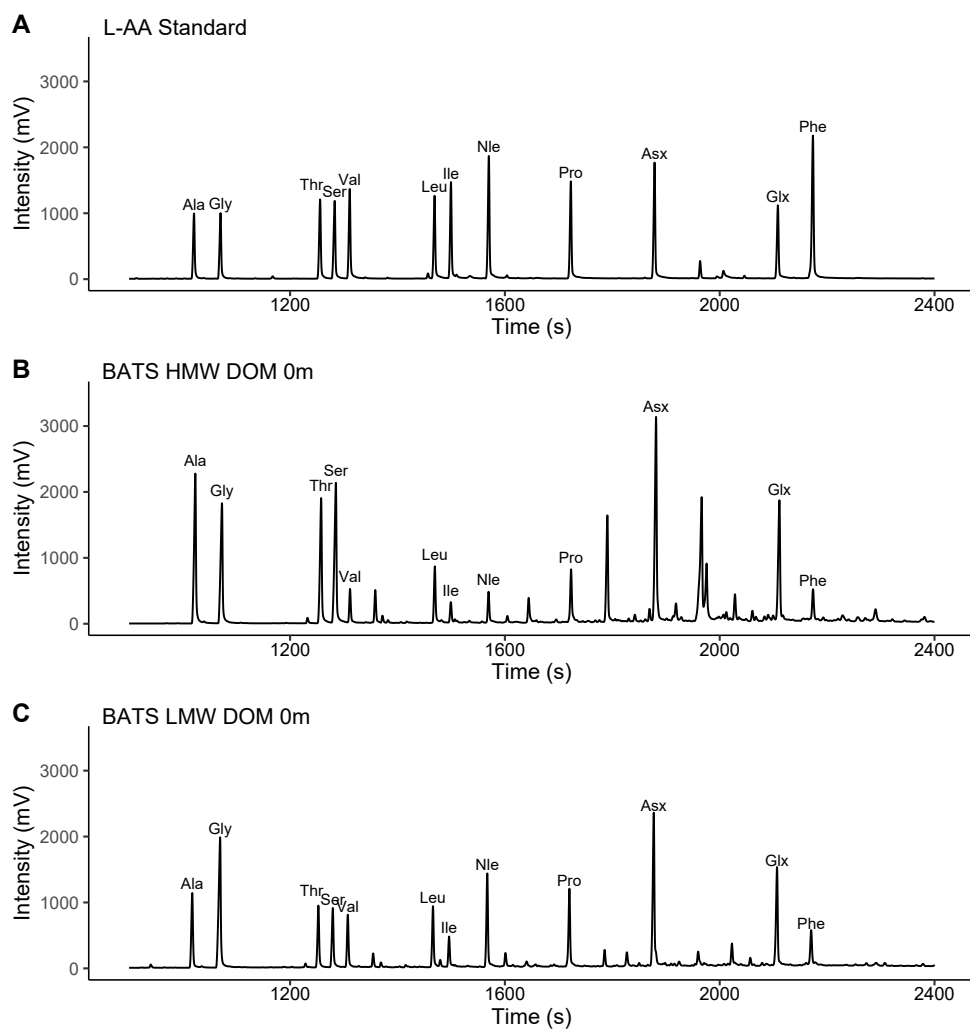 A L-AA Standard
Intensity (mV)
3000
2000
1000
0
Ala Gly Thr Ser Val Leu Ile Nle Pro Asx Glx Phe
1200 1600 2000 2400
Time (s)
B BATS HMW DOM 0m
Intensity (mV)
3000
2000
1000
0
Ala Gly Thr Ser Val Leu Ile Nle Pro Asx Glx Phe
1200 1600 2000 2400
Time (s)
C BATS LMW DOM 0m
Intensity (mV)
3000
2000
1000
0
Ala Gly Thr Ser Val Leu Ile Nle Pro Asx Glx Phe
1200 1600 2000 2400
Time (s)